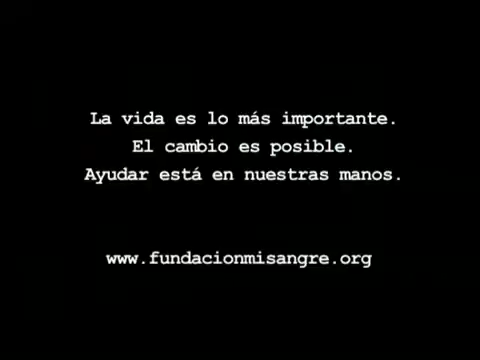 La vida es lo más importante.
El cambio es posible.
Ayudar está en nuestras manos.
www.fundacionmisangre.org